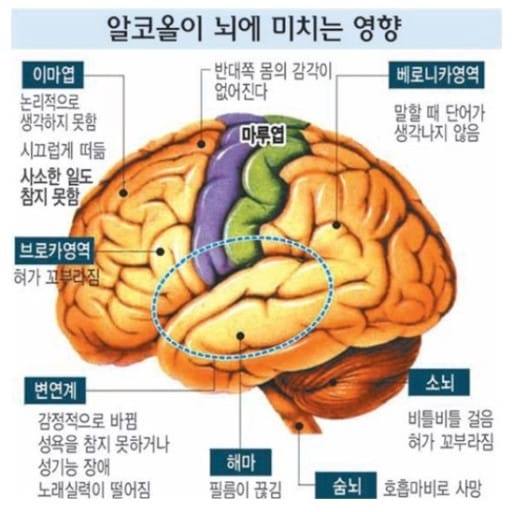 알코올이 뇌에 미치는 영향
이마엽
논리적으로
생각하지 못함
시끄럽게 떠듦
사소한 일도
참지 못함
반대쪽 몸의 감각이
없어진다
마루엽
베로니카영역
말할 때 단어가
생각나지 않음
브로카영역
혀가 꼬부라짐
변연계
감정적으로 바뀜
성욕을 참지 못하거나
성기능 장애
노래실력이 떨어짐
해마
필름이 끊김
소뇌
비틀비틀 걸음
혀가 꼬부라짐
숨뇌
호흡마비로 사망